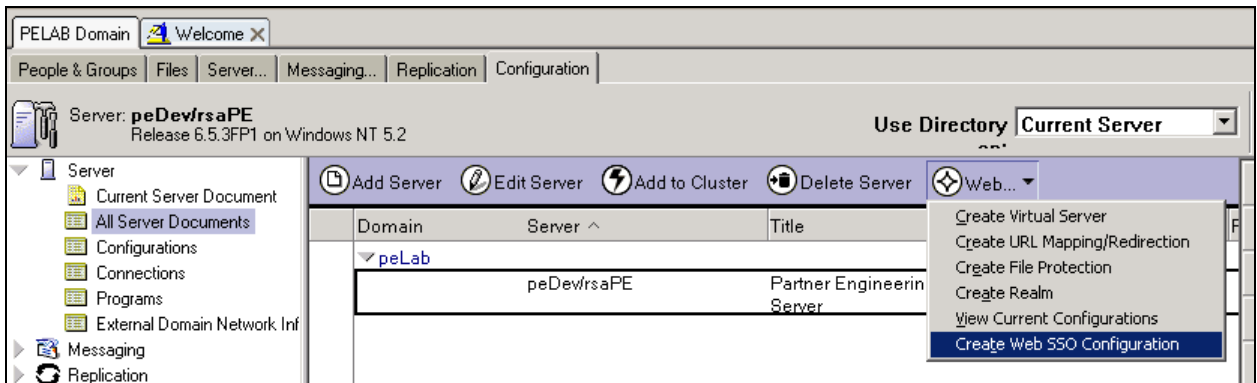 PELAB Domain Welcome
People & Groups Files Server... Messaging... Replication Configuration
Server: peDev/rsaPE
Release 6.5.3FP1 on Windows NT 5.2
Use Directory Current Server
Server
Current Server Document
All Server Documents
Configurations
Connections
Programs
External Domain Network Inf
Messaging
Replication
Add Server Edit Server Add to Cluster Delete Server Web...
Domain Server Title
peLab
peDev/rsaPE Partner Engineerin
Server
Create Virtual Server
Create URL Mapping/Redirection
Create File Protection
Create Realm
View Current Configurations
Create Web SSO Configuration